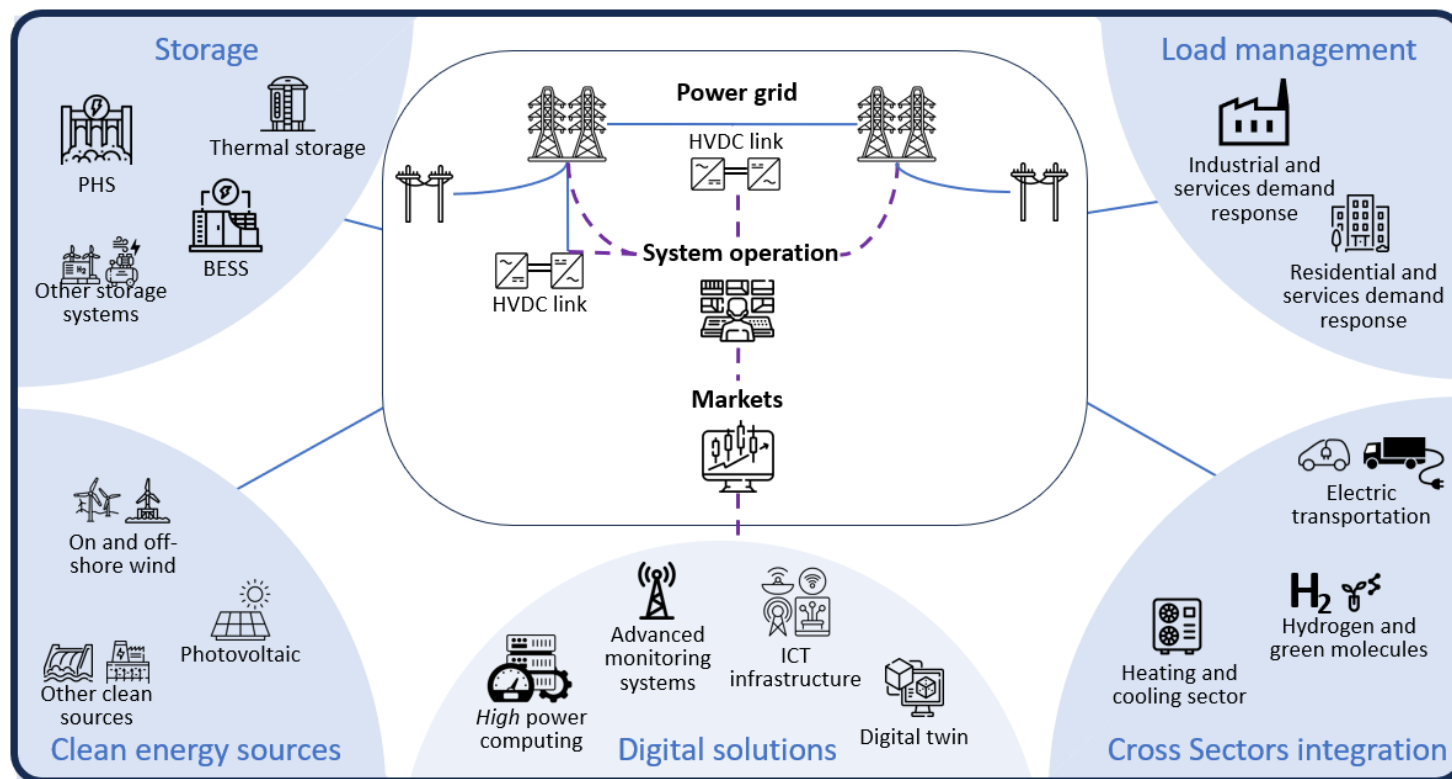 Storage
Thermal storage
PHS
BESS
H₂
Other storage
systems
Power grid
HVDC link
System operation
HVDC link
Markets
Load management
Industrial and
services demand
response
Residential and
services demand
response
On and off-
shore wind
Photovoltaic
Other clean
sources
Clean energy sources
Advanced
monitoring
systems
ICT
infrastructure
High power
computing
Digital twin
Digital solutions
Electric
transportation
H₂
Hydrogen and
green molecules
Heating and
cooling sector
Cross Sectors integration